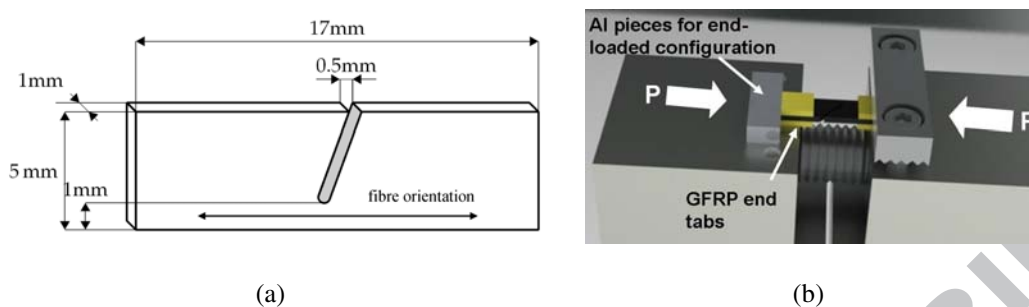 17mm
0.5mm
1mm
5 mm
1mm
fibre orientation
(a)
Al pieces for end-
loaded configuration
P
GFRP end
tabs
(b)